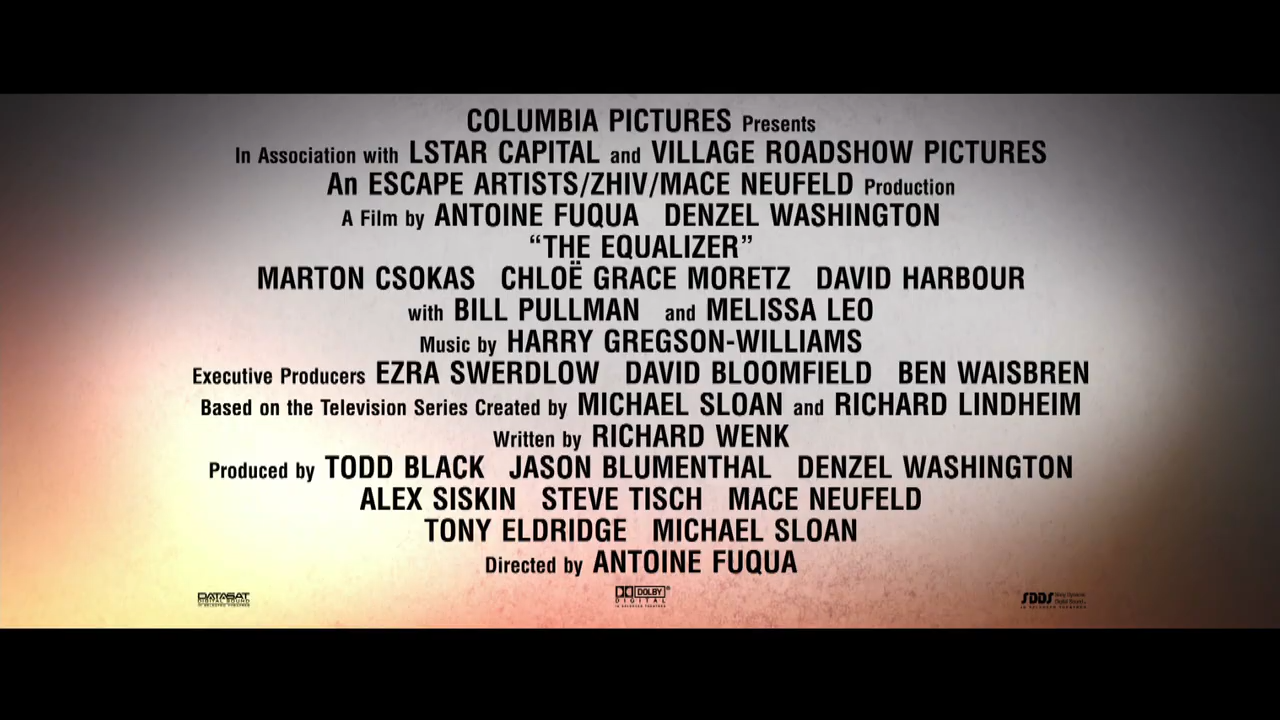 COLUMBIA PICTURES Presents
In Association with LSTAR CAPITAL and VILLAGE ROADSHOW PICTURES
An ESCAPE ARTISTS/ZHIV/MACE NEUFELD Production
A Film by ANTOINE FUQUA DENZEL WASHINGTON
“THE EQUALIZER”
MARTON CSOKAS CHLOË GRACE MORETZ DAVID HARBOUR
with BILL PULLMAN and MELISSA LEO
Music by HARRY GREGSON-WILLIAMS
Executive Producers EZRA SWERDLOW DAVID BLOOMFIELD BEN WAISBREN
Based on the Television Series Created by MICHAEL SLOAN and RICHARD LINDHEIM
Written by RICHARD WENK
Produced by TODD BLACK JASON BLUMENTHAL DENZEL WASHINGTON
ALEX SISKIN STEVE TISCH MACE NEUFELD
TONY ELDRIDGE MICHAEL SLOAN
Directed by ANTOINE FUQUA
DATASAT DOLBY SDDS
DIGITAL SOUND DIGITAL